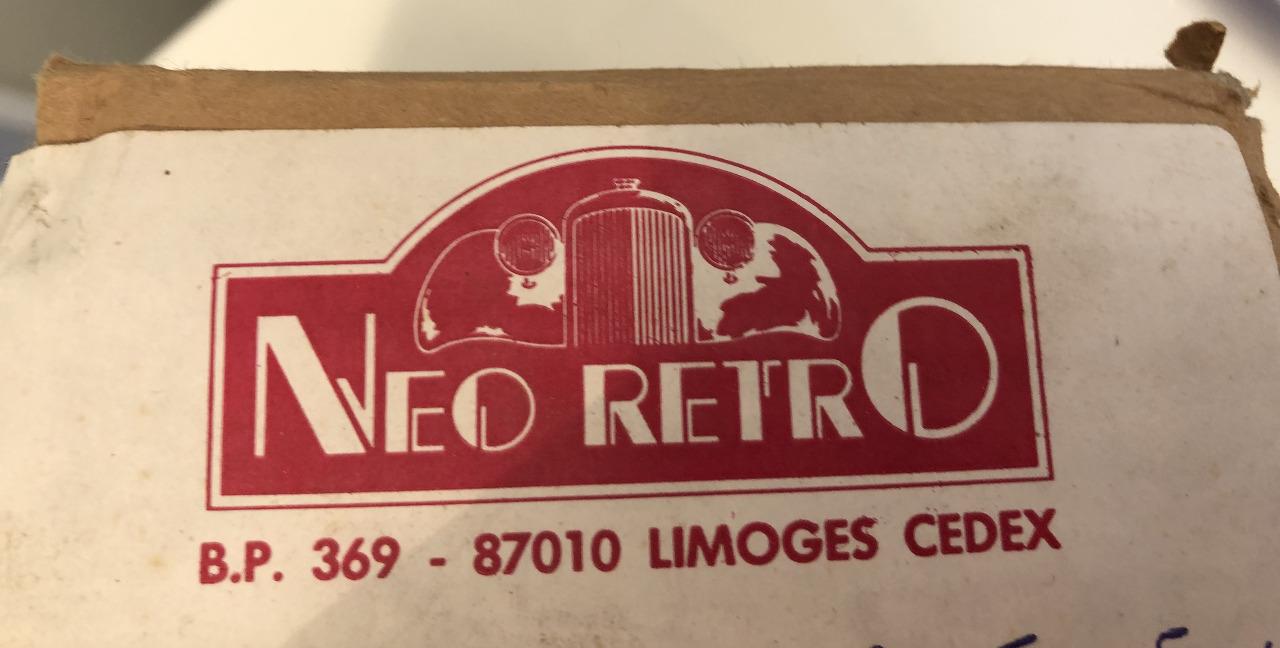 NEO RETRO
B.P. 369 - 87010 LIMOGES CEDEX